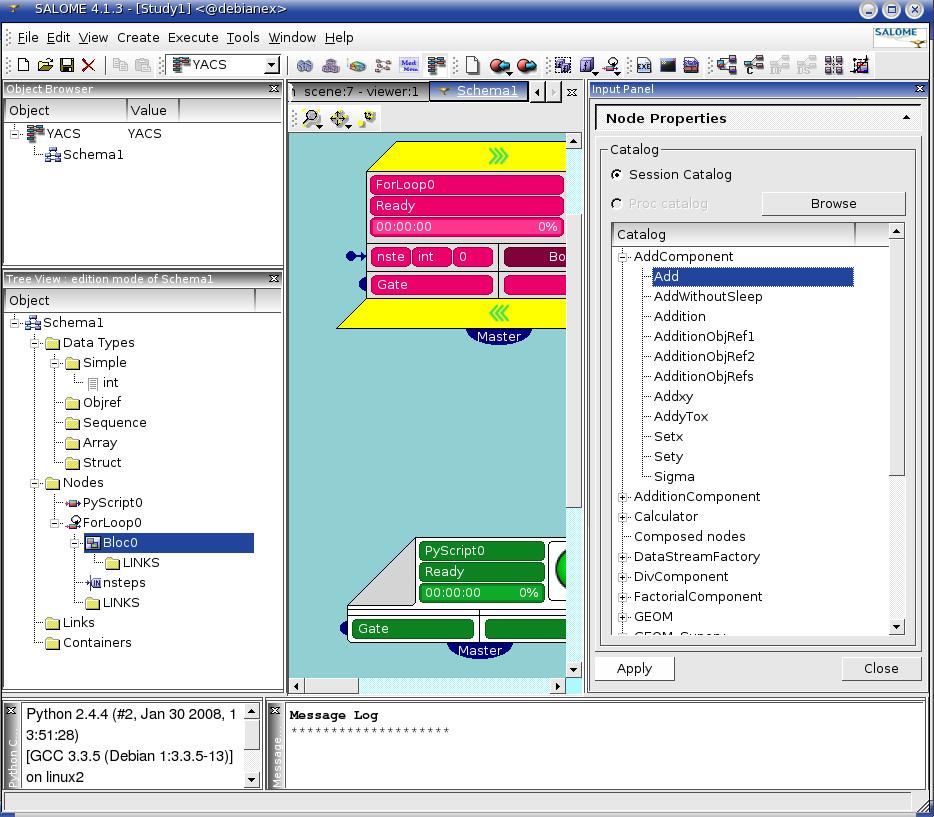 SALOME 4.1.3 - [Study1] <@debianex>
File Edit View Create Execute Tools Window Help
SALOME
YACS
Object Browser
Object Value
YACS YACS
Schema1
Tree View : edition mode of Schema1
Object
Schema1
Data Types
Simple
int
Objref
Sequence
Array
Struct
Nodes
PyScript0
ForLoop0
Bloc0
LINKS
nsteps
LINKS
Links
Containers
scene:7 - viewer:1 Schema1
ForLoop0
Ready
00:00:00 0%
nste int 0 Bo
Gate
Master
PyScript0
Ready
00:00:00 0%
Gate
Master
Input Panel
Node Properties
Catalog
Session Catalog
Proc catalog Browse
Catalog
AddComponent
Add
AddWithoutSleep
Addition
AdditionObjRef1
AdditionObjRef2
AdditionObjRefs
Addxy
AddyTox
Setx
Sety
Sigma
AdditionComponent
Calculator
Composed nodes
DataStreamFactory
DivComponent
FactorialComponent
GEOM
Apply Close
Python C...
Python 2.4.4 (#2, Jan 30 2008, 1
3:51:28)
[GCC 3.3.5 (Debian 1:3.3.5-13)]
on linux2
Message...
Message Log
********************